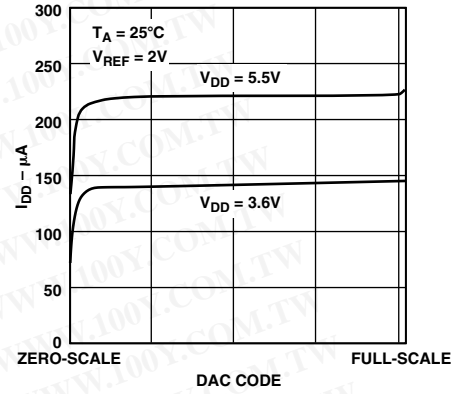 300
250
200
150
100
50
0
I_DD – μA
T_A = 25°C
V_REF = 2V
V_DD = 5.5V
V_DD = 3.6V
ZERO-SCALE
FULL-SCALE
DAC CODE
WWW.100Y.COM.TW